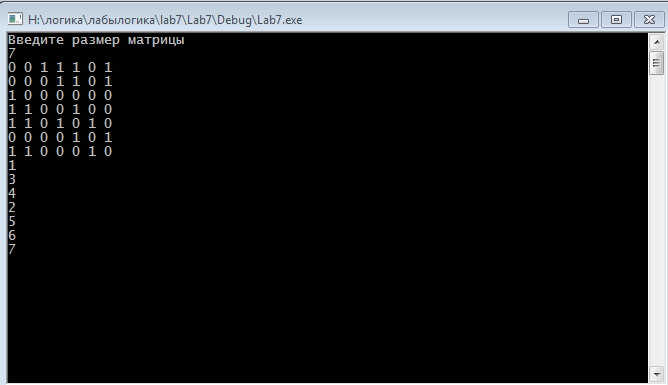 H:\логика\лабылогика\lab7\Lab7\Debug\Lab7.exe
Введите размер матрицы
7
0 0 1 1 1 0 1
0 0 0 1 1 0 1
1 0 0 0 0 0 0
1 1 0 0 1 0 0
1 1 0 1 0 1 0
0 0 0 0 1 0 1
1 1 0 0 0 1 0
1
3
4
2
5
6
7